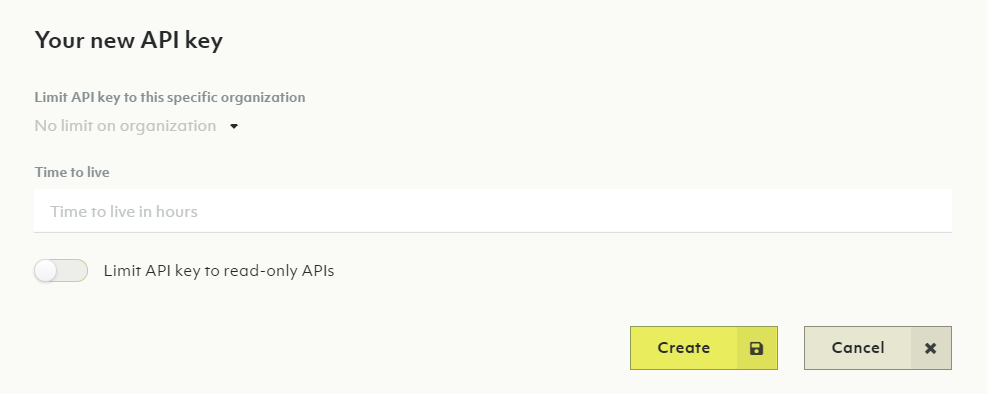 Your new API key
Limit API key to this specific organization
No limit on organization
Time to live
Time to live in hours
Limit API key to read-only APIs
Create
Cancel